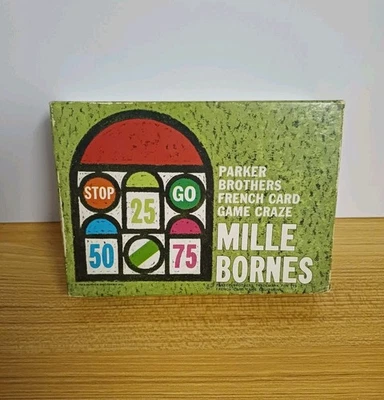 PARKER
BROTHERS
FRENCH CARD
GAME CRAZE
MILLE
BORNES
STOP
GO
25
50
75